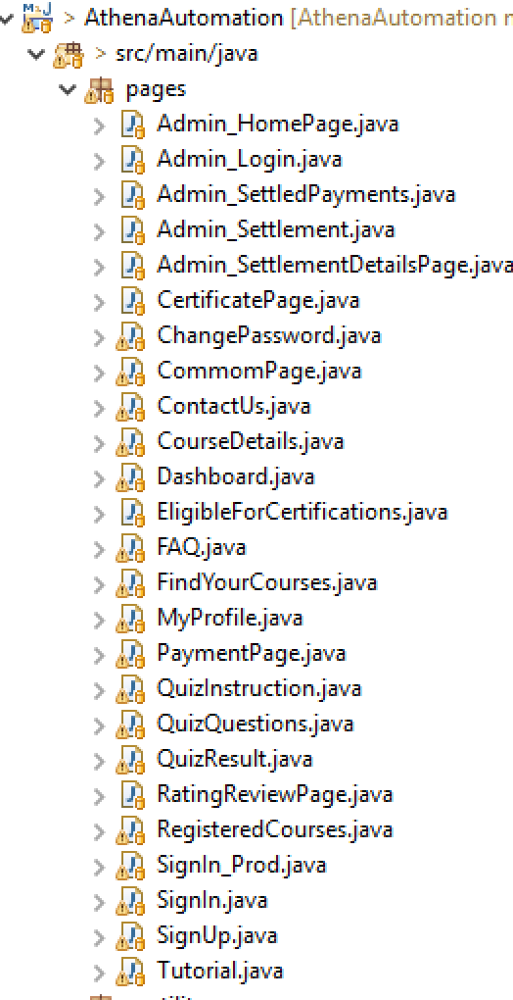 > AthenaAutomation [AthenaAutomation
> src/main/java
pages
Admin_HomePage.java
Admin_Login.java
Admin_SettledPayments.java
Admin_Settlement.java
Admin_SettlementDetailsPage.java
CertificatePage.java
ChangePassword.java
CommomPage.java
ContactUs.java
CourseDetails.java
Dashboard.java
EligibleForCertifications.java
FAQ.java
FindYourCourses.java
MyProfile.java
PaymentPage.java
QuizInstruction.java
QuizQuestions.java
QuizResult.java
RatingReviewPage.java
RegisteredCourses.java
SignIn_Prod.java
SignIn.java
SignUp.java
Tutorial.java